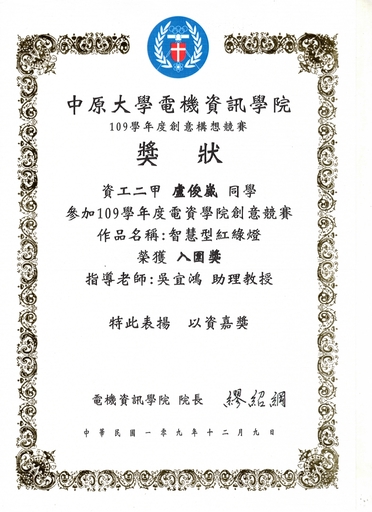 中原大學電機資訊學院
109學年度創意構想競賽
獎 狀
資工二甲 盧俊崴 同學
參加109學年度電資學院創意競賽
作品名稱:智慧型紅綠燈
榮獲 入圍獎
指導老師:吳宜鴻 助理教授
特此表揚 以資嘉獎
電機資訊學院 院長 繆紹綱
中華民國一零九年十二月九日